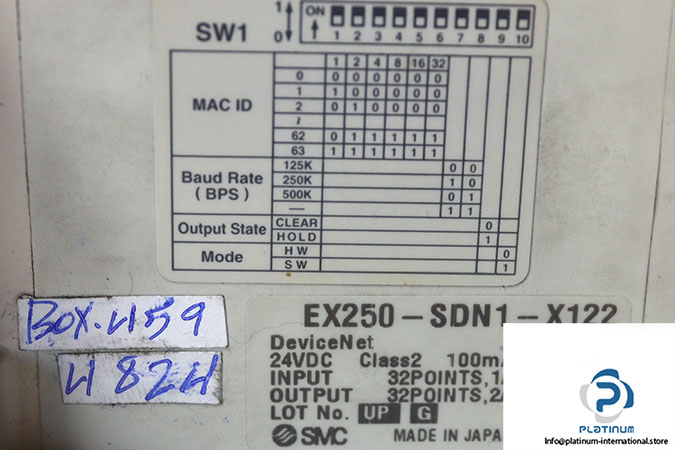 SW1 1 0 ON 1 2 3 4 5 6 7 8 9 10
1 2 4 8 16 32
MAC ID
0 0 0 0 0 0 0
1 1 0 0 0 0 0
2 0 1 0 0 0 0
≀
62 0 1 1 1 1 1
63 1 1 1 1 1 1
Baud Rate
(BPS)
125K 0 0
250K 1 0
500K 0 1
— 1 1
Output State
CLEAR 0
HOLD 1
Mode
HW 0
SW 1
BOX.459
4824
EX250-SDN1-X122
DeviceNet
24VDC Class2
INPUT 32POINTS,
OUTPUT 32POINTS,
LOT No. UP G
SMC MADE IN JAPA
PLATINUM
Info@platinum-international.store